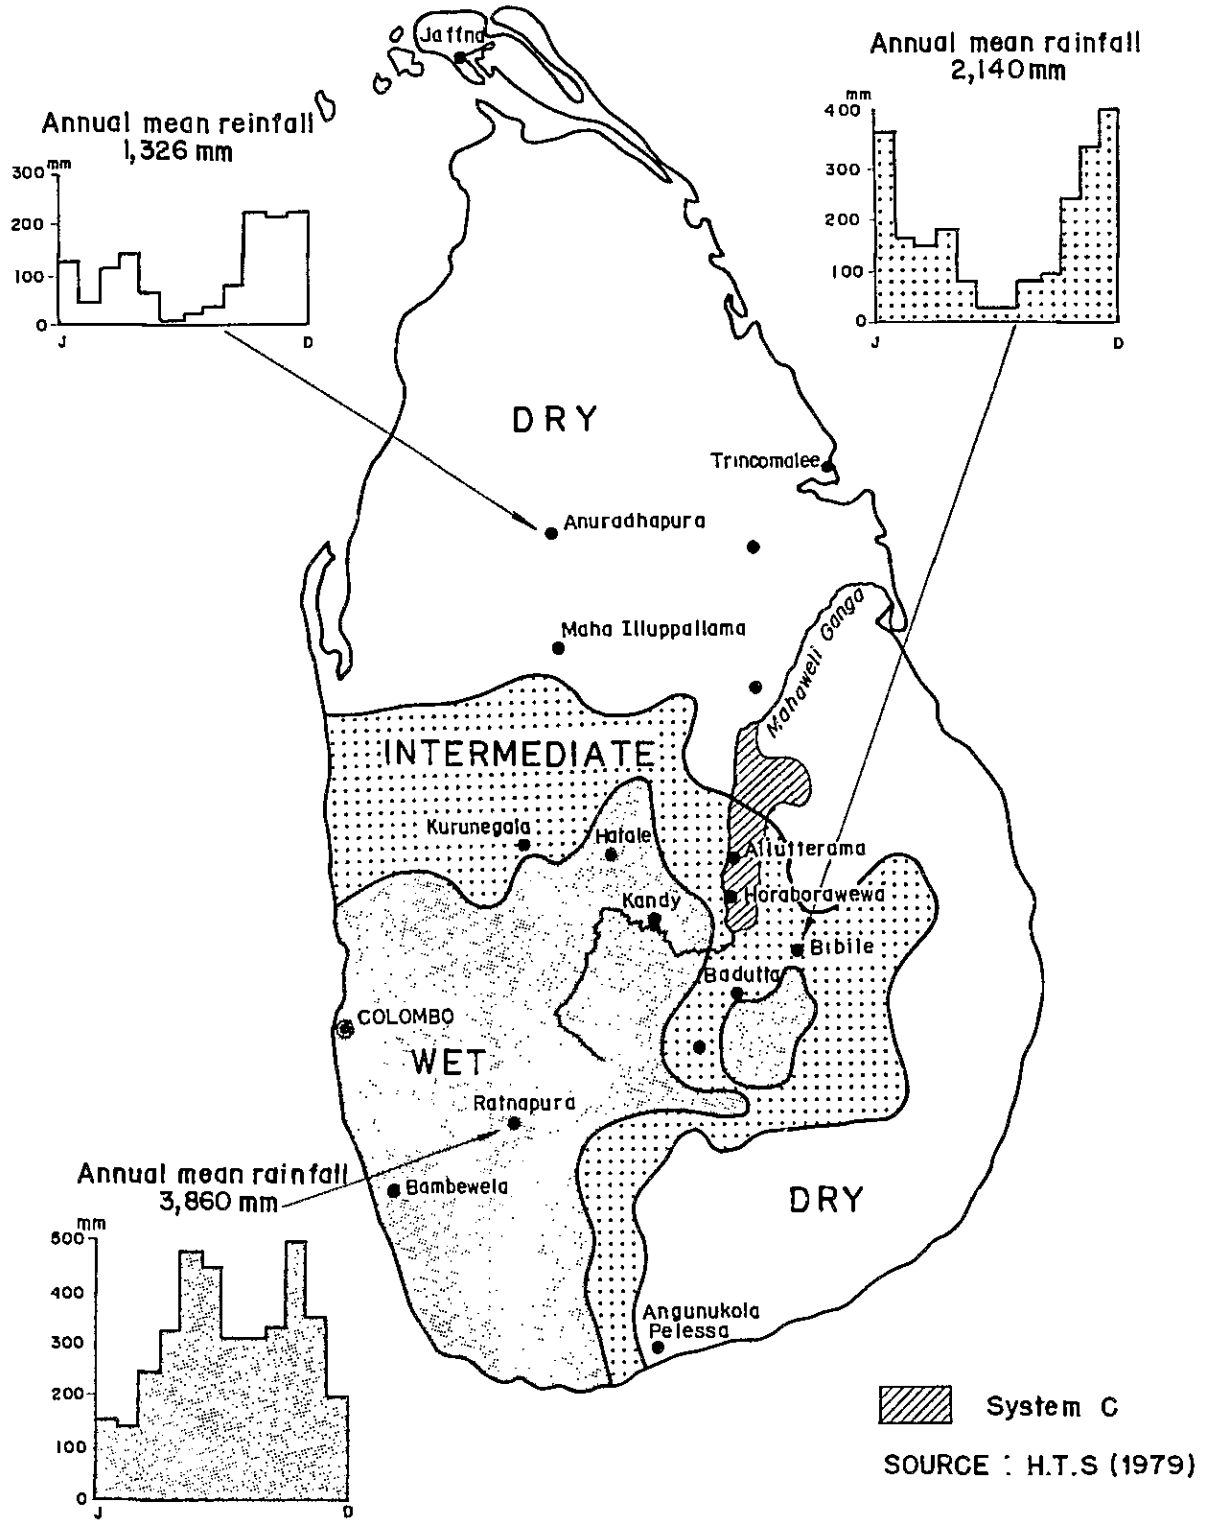 Jaffna
Annual mean rainfall
2,140 mm
mm
400
300
200
100
0
J
D
Annual mean reinfall
1,326 mm
mm
300
200
100
0
J
D
DRY
Trincomalee
Anuradhapura
Maha Illuppallama
Mahaweli Ganga
INTERMEDIATE
Kurunegala
Hatale
Allutterama
Horaborawewa
Kandy
Bibile
Badutta
COLOMBO
WET
Ratnapura
Annual mean rainfall
3,860 mm
Bambewela
DRY
mm
500
400
300
200
100
0
J
D
Angunukola
Pelessa
System C
SOURCE : H.T.S (1979)